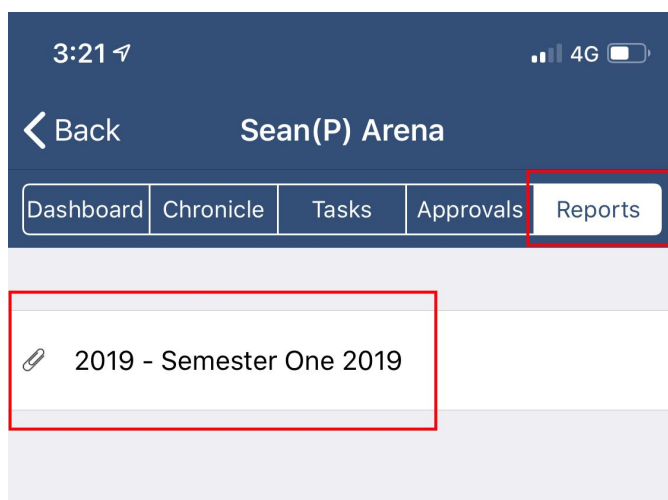 3:21 4G
Back Sean(P) Arena
Dashboard Chronicle Tasks Approvals Reports
2019 - Semester One 2019